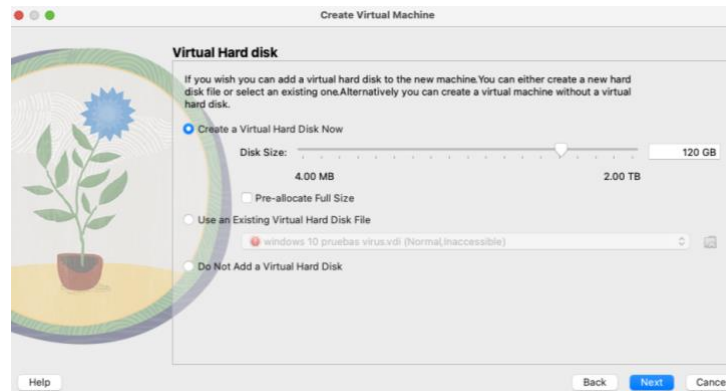 Create Virtual Machine
Virtual Hard disk
If you wish you can add a virtual hard disk to the new machine.You can either create a new hard
disk file or select an existing one.Alternatively you can create a virtual machine without a virtual
hard disk.
Create a Virtual Hard Disk Now
Disk Size:
120 GB
4.00 MB
2.00 TB
Pre-allocate Full Size
Use an Existing Virtual Hard Disk File
windows 10 pruebas virus.vdi (Normal,Inaccessible)
Do Not Add a Virtual Hard Disk
Help
Back
Next
Cance